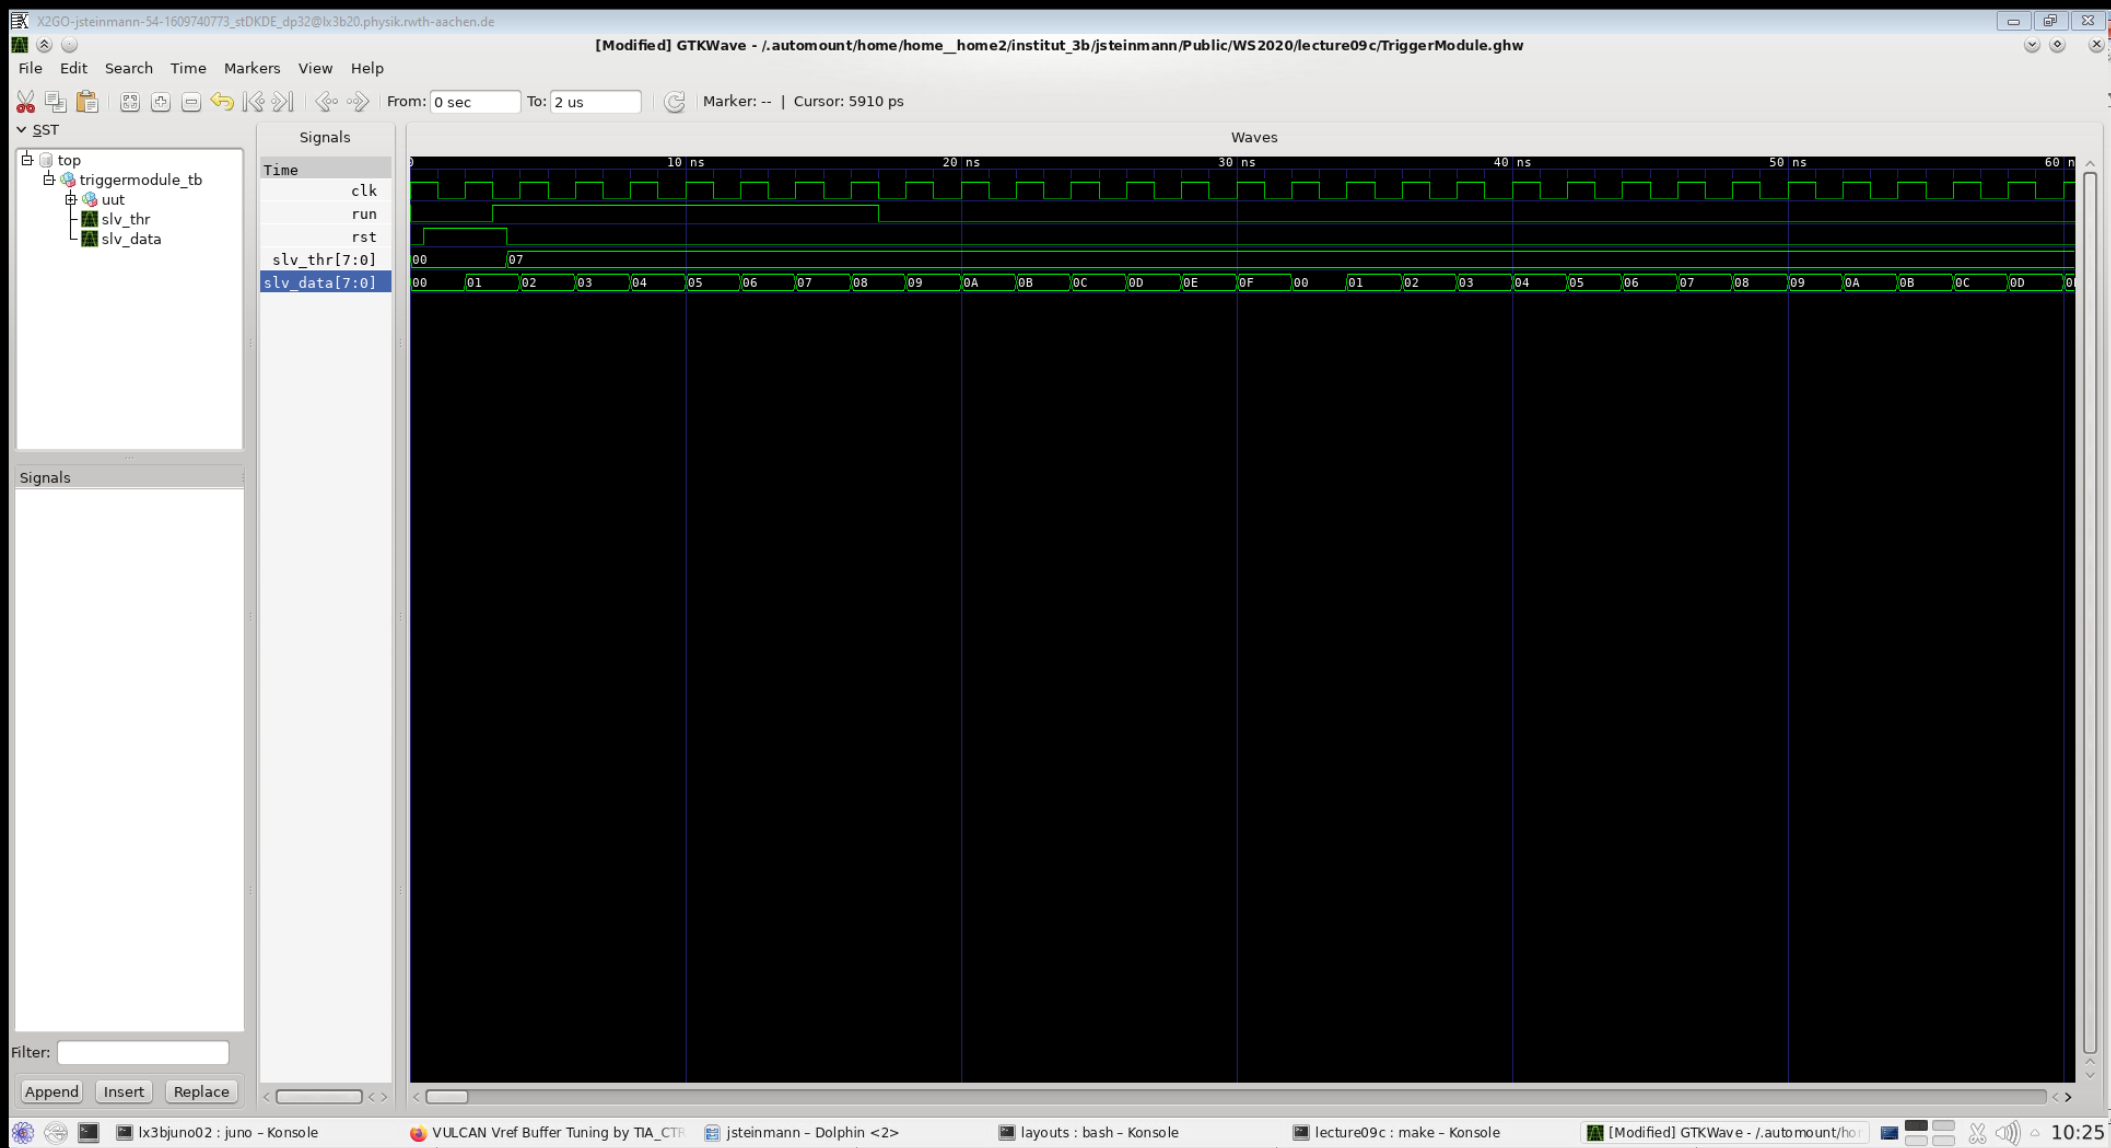 X2GO-jsteinmann-54-1609740773_stDKDE_dp32@lx3b20.physik.rwth-aachen.de
[Modified] GTKWave - /.automount/home/home__home2/institut_3b/jsteinmann/Public/WS2020/lecture09c/TriggerModule.ghw
File Edit Search Time Markers View Help
From: 0 sec To: 2 us Marker: -- | Cursor: 5910 ps
SST
top
triggermodule_tb
uut
slv_thr
slv_data
Signals
Filter:
Append Insert Replace
Signals
Time
clk
run
rst
slv_thr[7:0]
slv_data[7:0]
Waves
10 ns 20 ns 30 ns 40 ns 50 ns 60 n
00 07
00 01 02 03 04 05 06 07 08 09 0A 0B 0C 0D 0E 0F 00 01 02 03 04 05 06 07 08 09 0A 0B 0C 0D
lx3bjuno02 : juno – Konsole VULCAN Vref Buffer Tuning by TIA_CTR jsteinmann – Dolphin <2> layouts : bash – Konsole lecture09c : make – Konsole [Modified] GTKWave - /.automount/ho 10:25